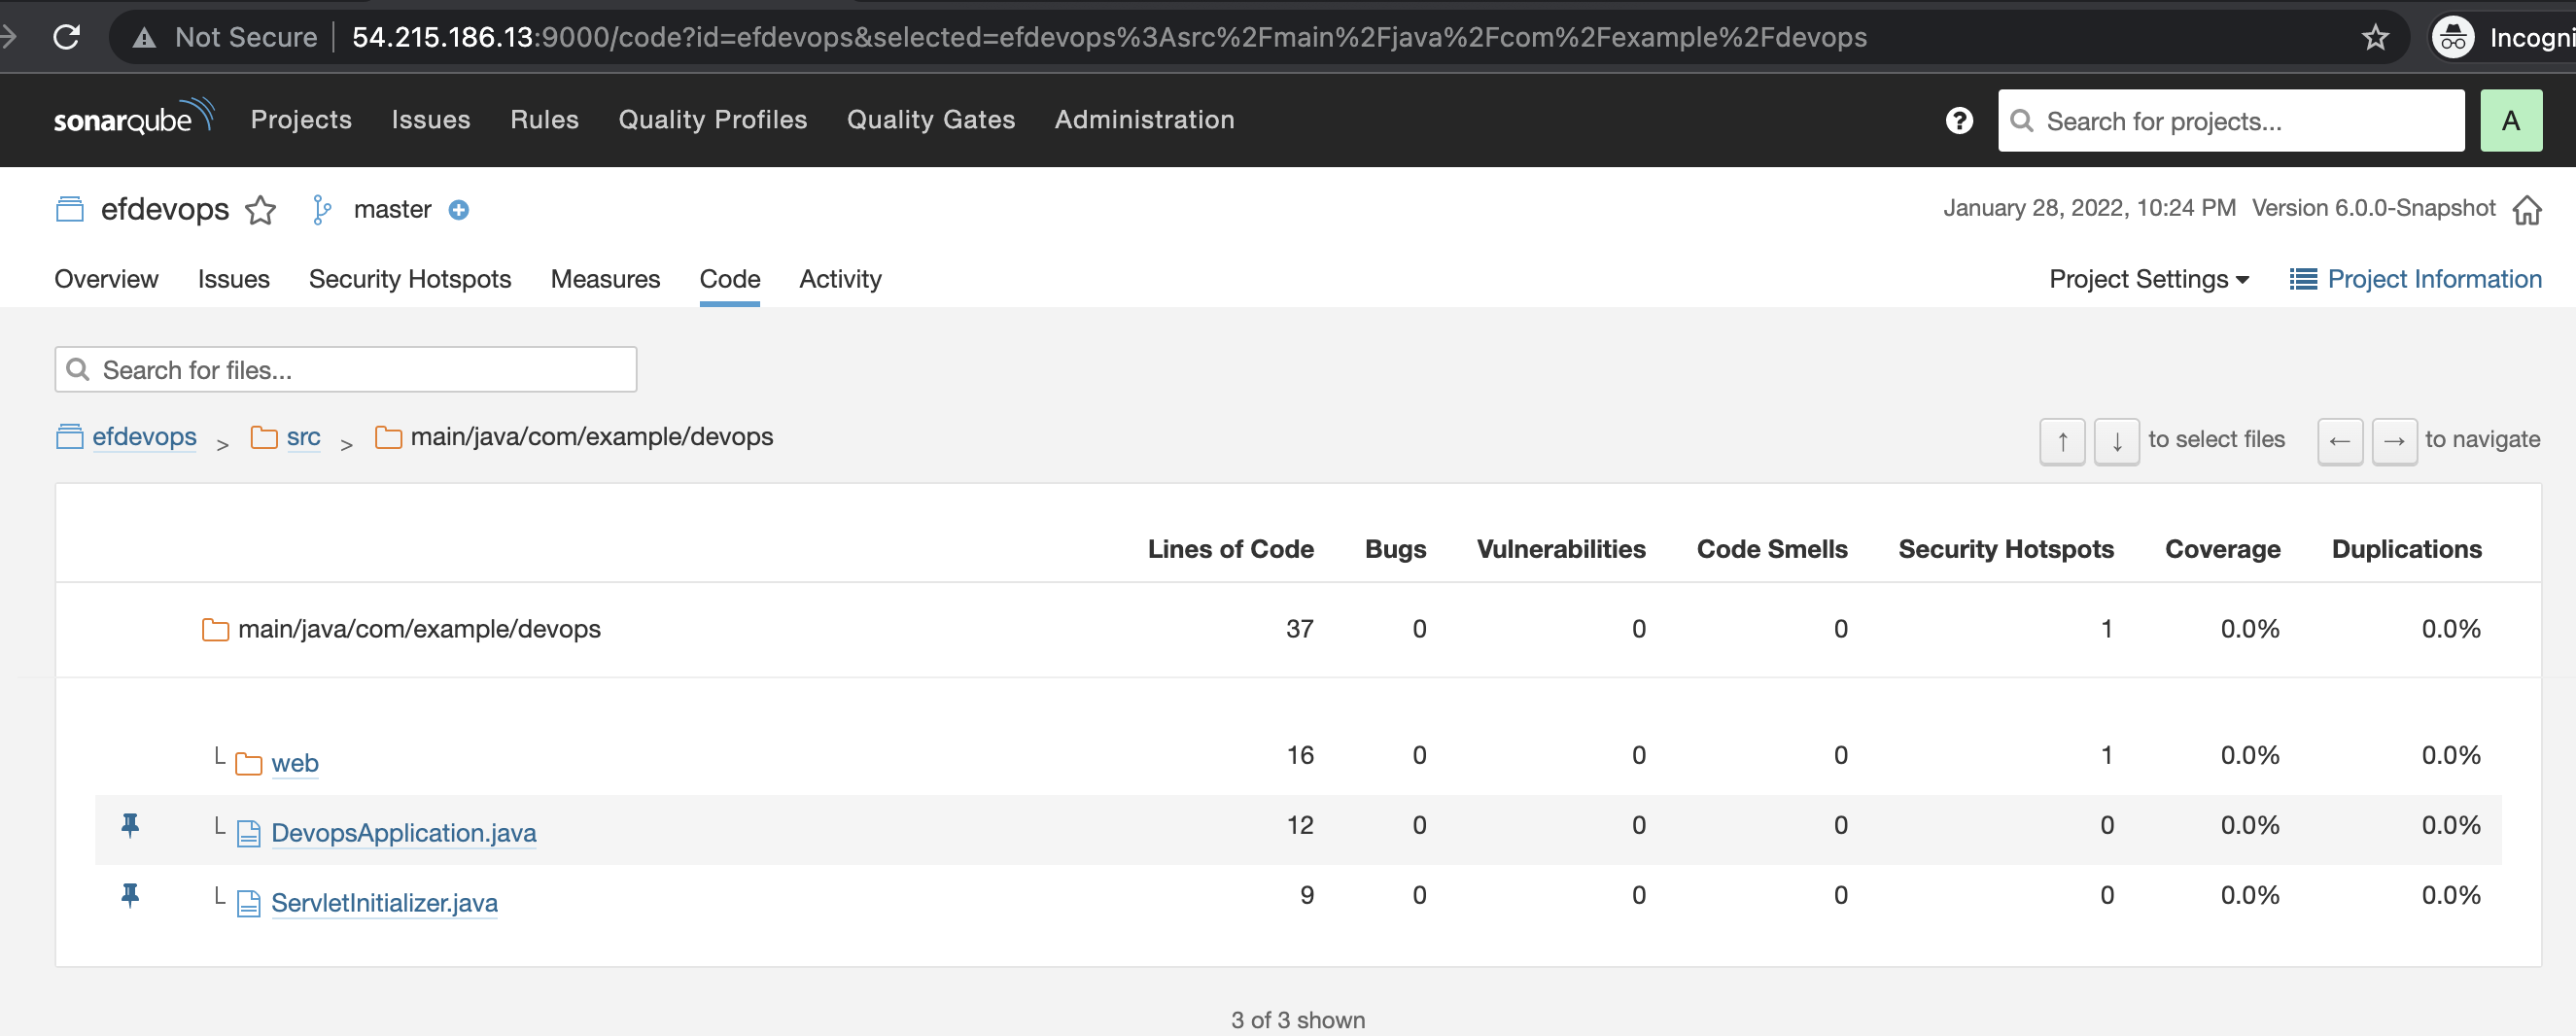 Not Secure 54.215.186.13:9000/code?id=efdevops&selected=efdevops%3Asrc%2Fmain%2Fjava%2Fcom%2Fexample%2Fdevops Incogni
sonarqube Projects Issues Rules Quality Profiles Quality Gates Administration ? Search for projects... A
efdevops master January 28, 2022, 10:24 PM Version 6.0.0-Snapshot
Overview Issues Security Hotspots Measures Code Activity Project Settings Project Information
Search for files...
efdevops > src > main/java/com/example/devops ↑ ↓ to select files ← → to navigate
Lines of Code Bugs Vulnerabilities Code Smells Security Hotspots Coverage Duplications
main/java/com/example/devops 37 0 0 0 1 0.0% 0.0%
web 16 0 0 0 1 0.0% 0.0%
DevopsApplication.java 12 0 0 0 0 0.0% 0.0%
ServletInitializer.java 9 0 0 0 0 0.0% 0.0%
3 of 3 shown